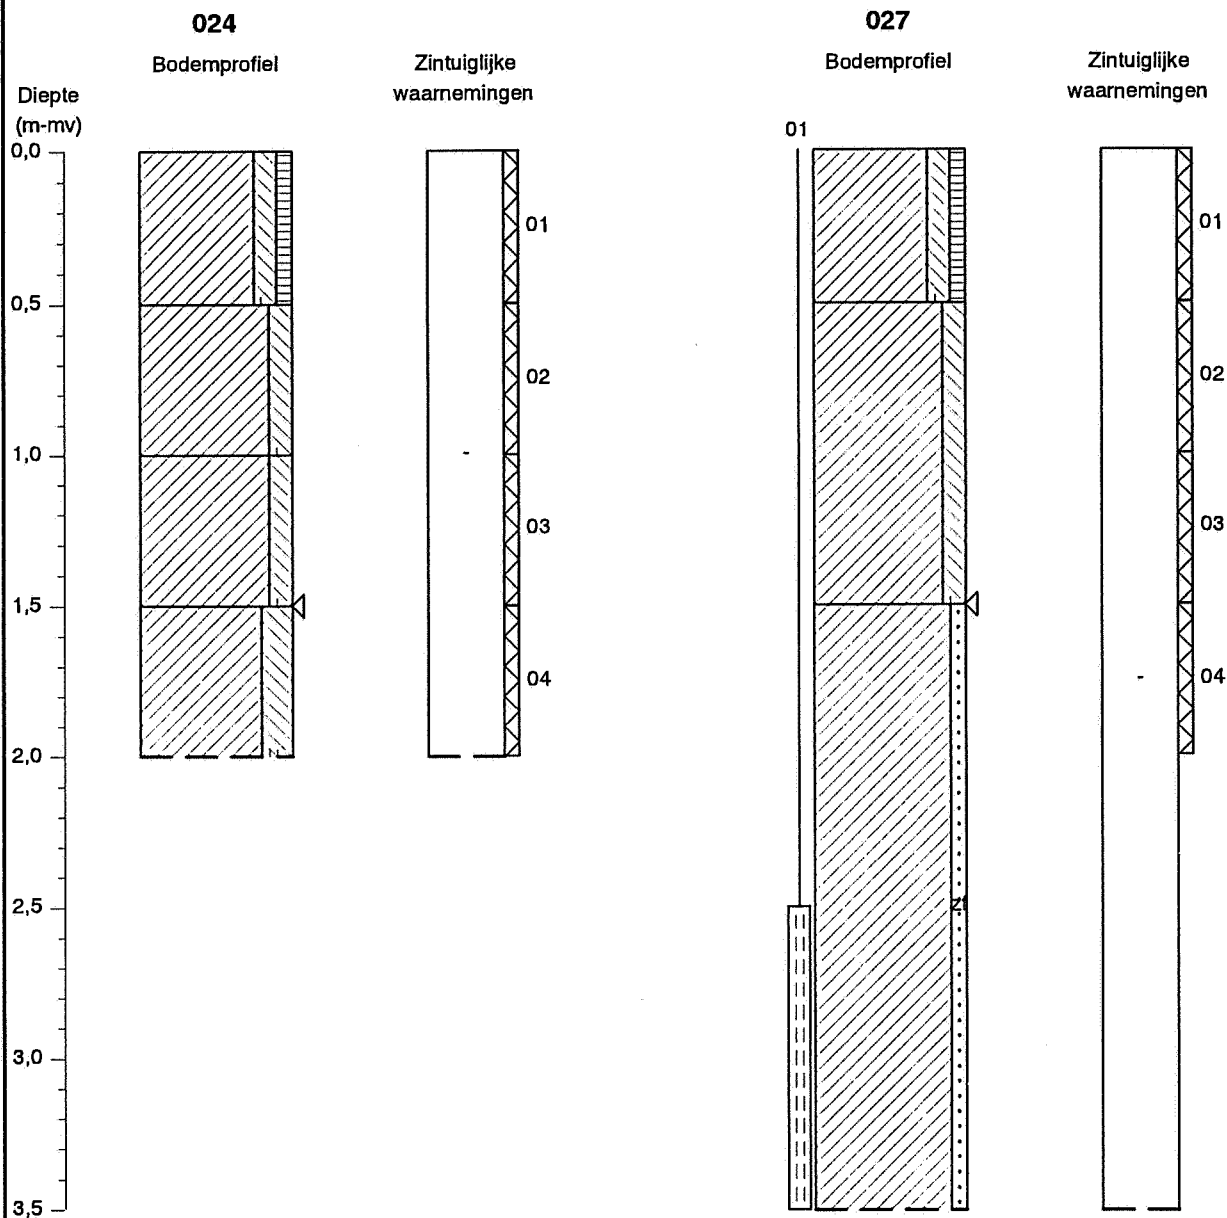 024
027
Bodemprofiel
Zintuiglijke
waarnemingen
Bodemprofiel
Zintuiglijke
waarnemingen
Diepte
(m-mv)
01
0,0
0,5
1,0
1,5
2,0
2,5
3,0
3,5
01
02
-
03
04
01
02
03
-
04
zf